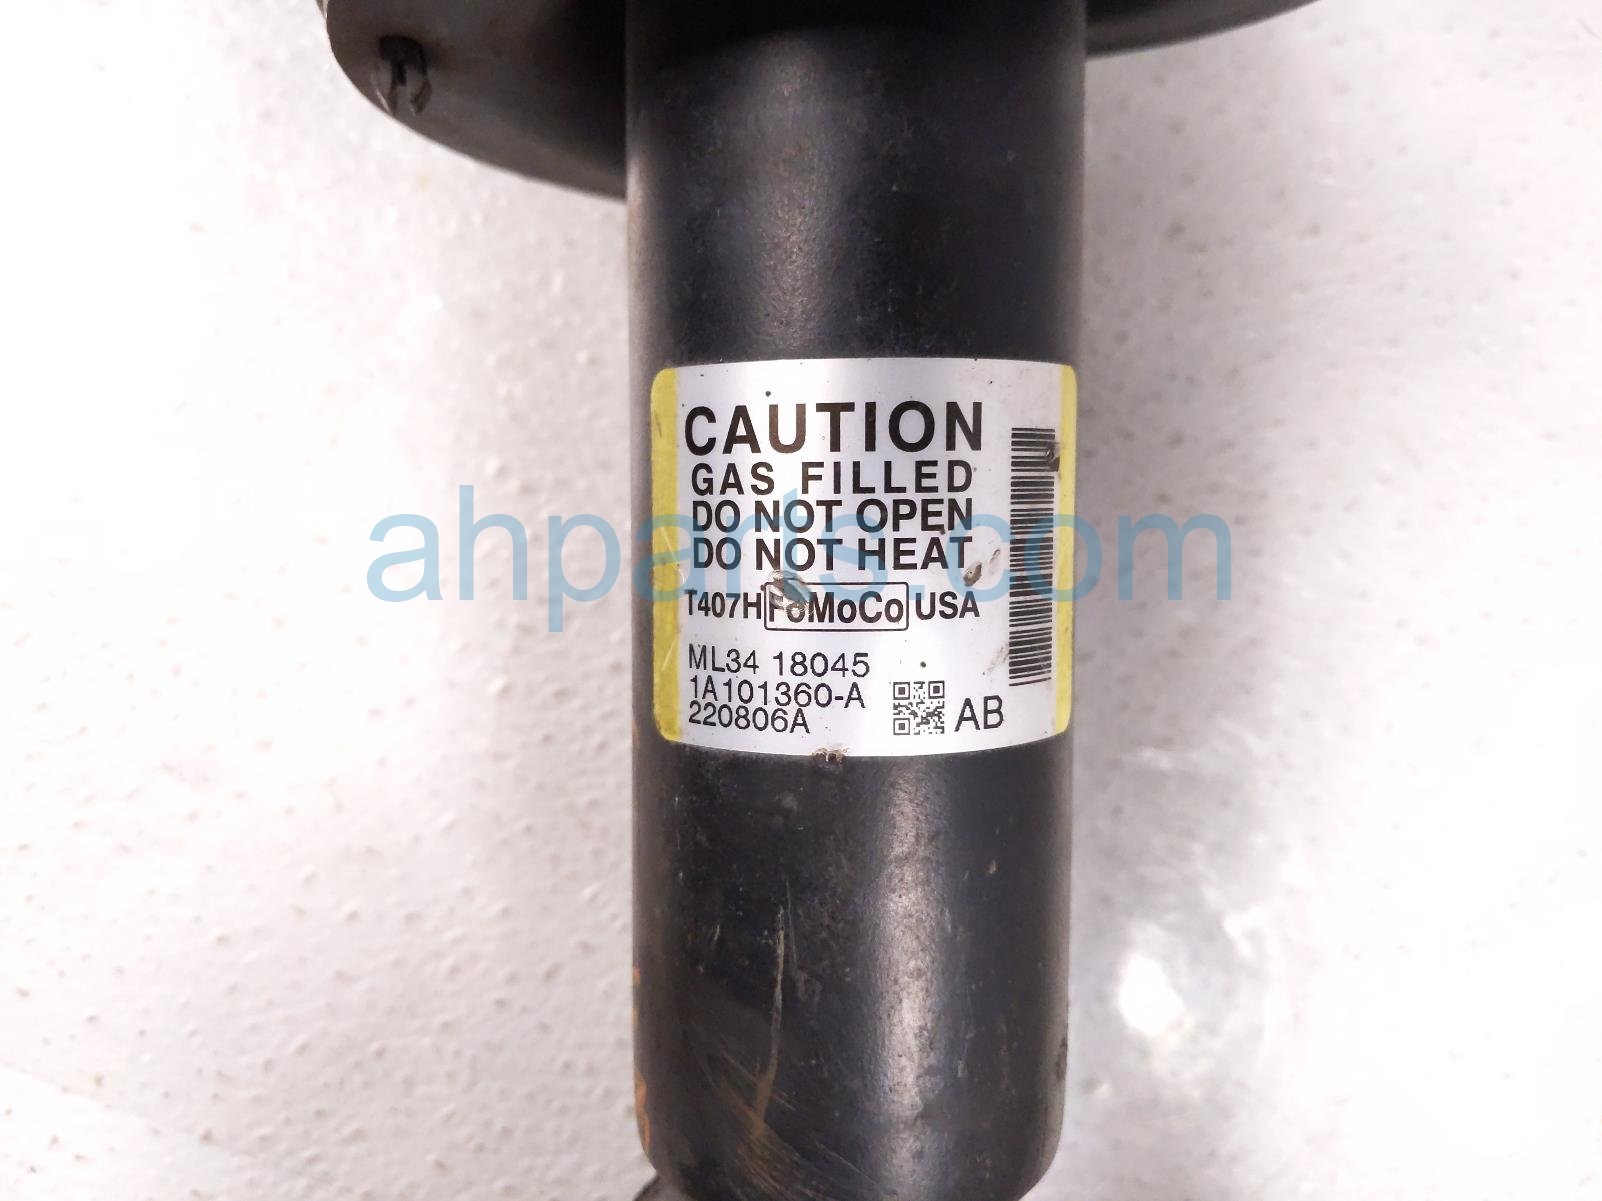 CAUTION
GAS FILLED
DO NOT OPEN
DO NOT HEAT
T407H FoMoCo USA
ML34 18045
1A101360-A
220806A
AB
ahparts.com